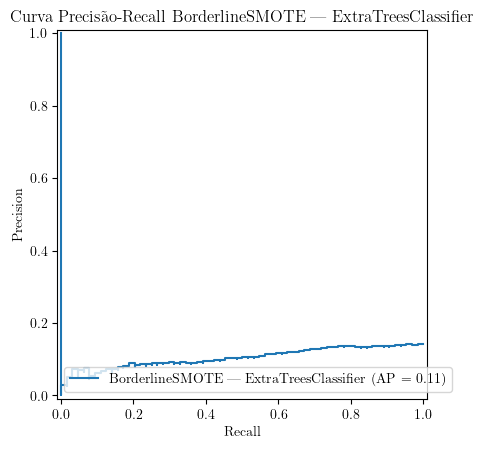 Curva Precisão-Recall BorderlineSMOTE — ExtraTreesClassifier
1.0
0.8
0.6
0.4
0.2
0.0
Precision
BorderlineSMOTE — ExtraTreesClassifier (AP = 0.11)
0.0 0.2 0.4 0.6 0.8 1.0
Recall